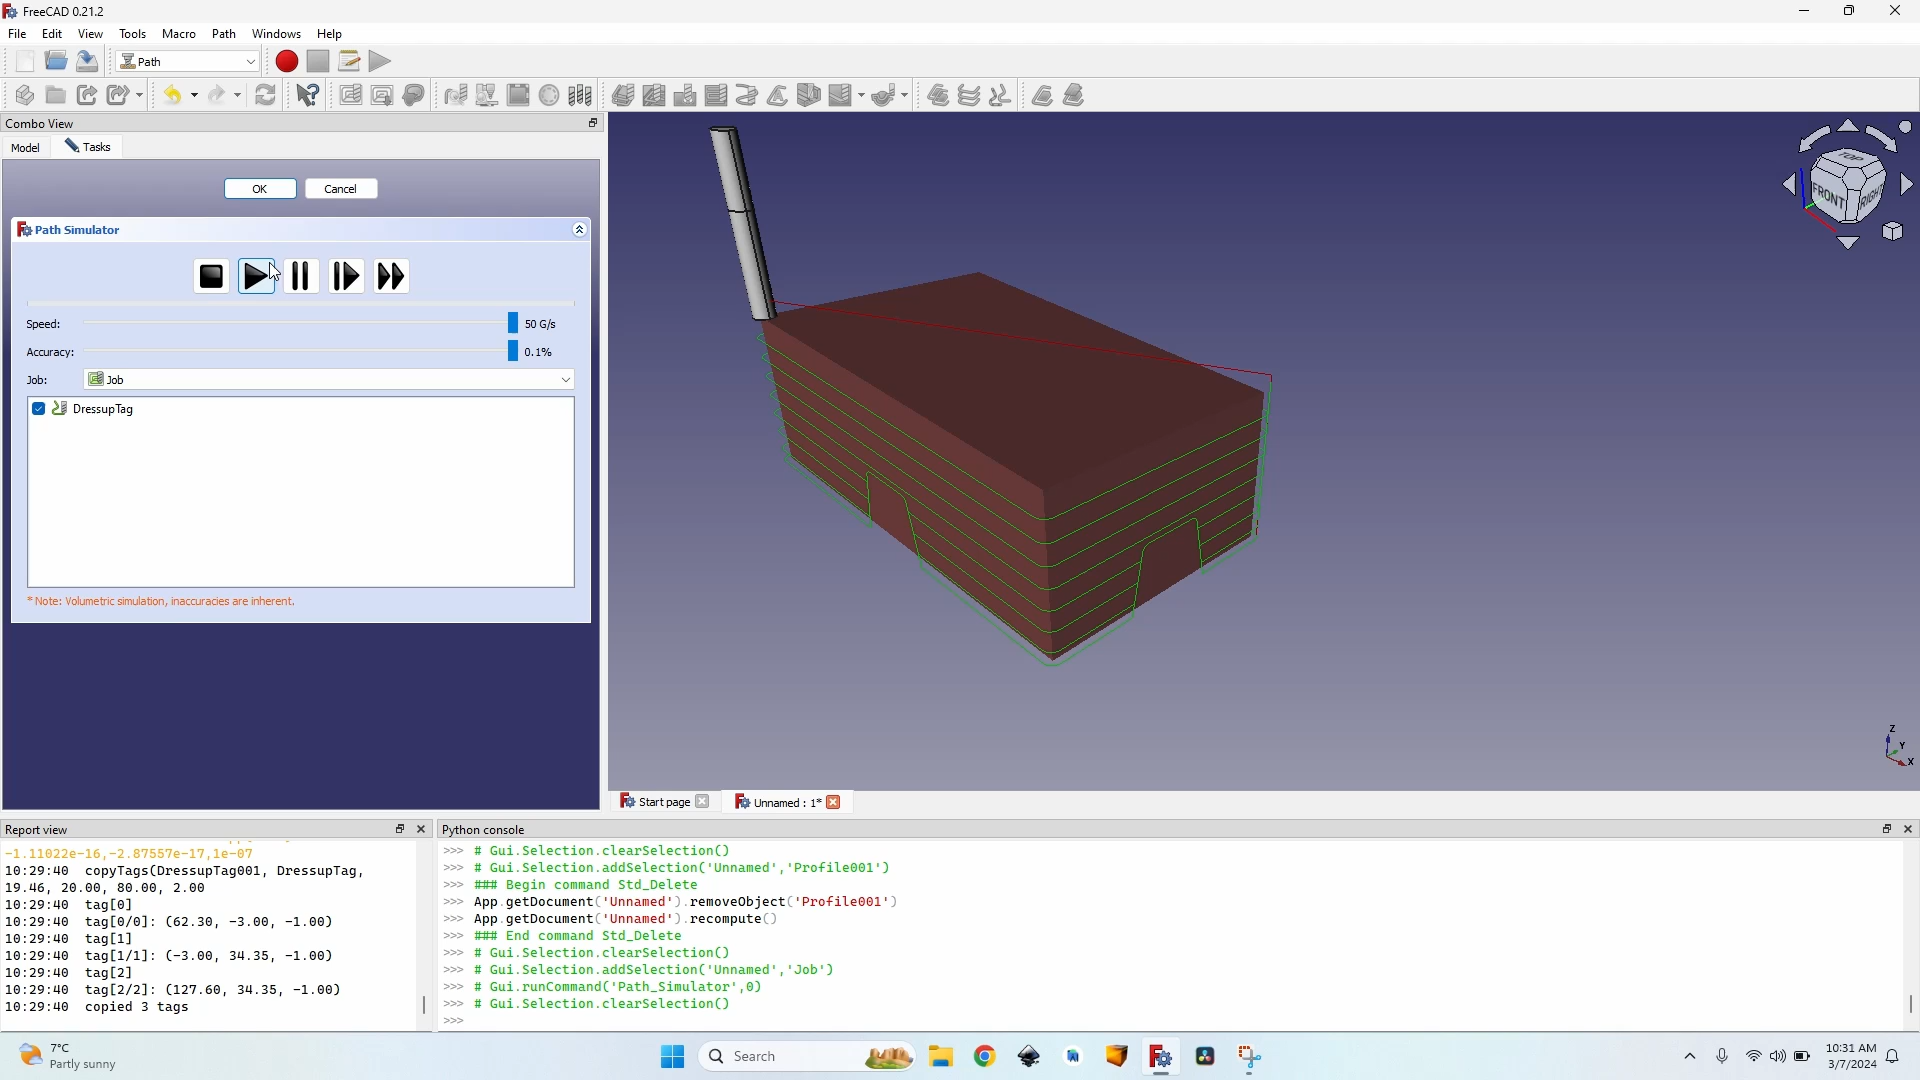 FreeCAD 0.21.2
File Edit View Tools Macro Path Windows Help
Path
Combo View
Model Tasks
OK Cancel
Path Simulator
Speed: 50 G/s
Accuracy: 0.1%
Job: Job
DressupTag
*Note: Volumetric simulation, inaccuracies are inherent.
TOP
FRONT
RIGHT
Z
Y
X
Start page Unnamed : 1*
Report view
-1.11022e-16,-2.87557e-17,1e-07
10:29:40 copyTags(DressupTag001, DressupTag,
19.46, 20.00, 80.00, 2.00
10:29:40 tag[0]
10:29:40 tag[0/0]: (62.30, -3.00, -1.00)
10:29:40 tag[1]
10:29:40 tag[1/1]: (-3.00, 34.35, -1.00)
10:29:40 tag[2]
10:29:40 tag[2/2]: (127.60, 34.35, -1.00)
10:29:40 copied 3 tags
Python console
>>> # Gui.Selection.clearSelection()
>>> # Gui.Selection.addSelection('Unnamed','Profile001')
>>> ### Begin command Std_Delete
>>> App.getDocument('Unnamed').removeObject('Profile001')
>>> App.getDocument('Unnamed').recompute()
>>> ### End command Std_Delete
>>> # Gui.Selection.clearSelection()
>>> # Gui.Selection.addSelection('Unnamed','Job')
>>> # Gui.runCommand('Path_Simulator',0)
>>> # Gui.Selection.clearSelection()
>>>
7°C
Partly sunny
Search
10:31 AM
3/7/2024